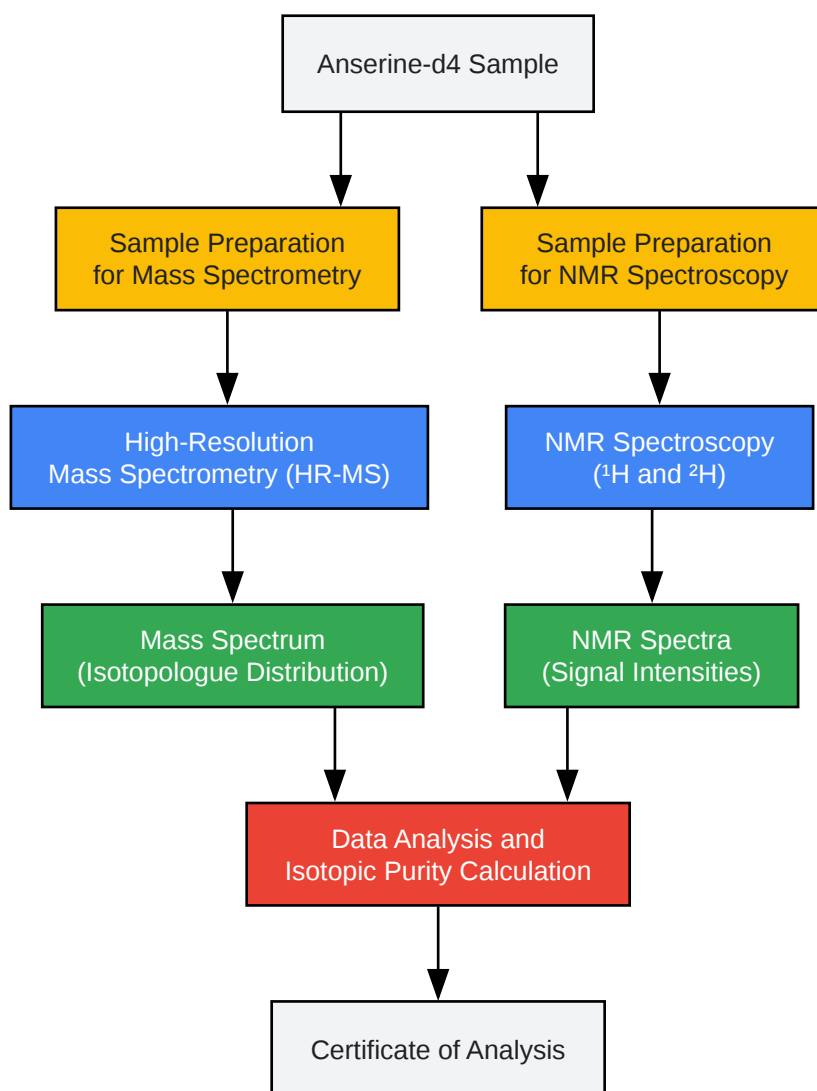 Anserine-d4 Sample
Sample Preparation
for Mass Spectrometry
Sample Preparation
for NMR Spectroscopy
High-Resolution
Mass Spectrometry (HR-MS)
NMR Spectroscopy
(¹H and ²H)
Mass Spectrum
(Isotopologue Distribution)
NMR Spectra
(Signal Intensities)
Data Analysis and
Isotopic Purity Calculation
Certificate of Analysis